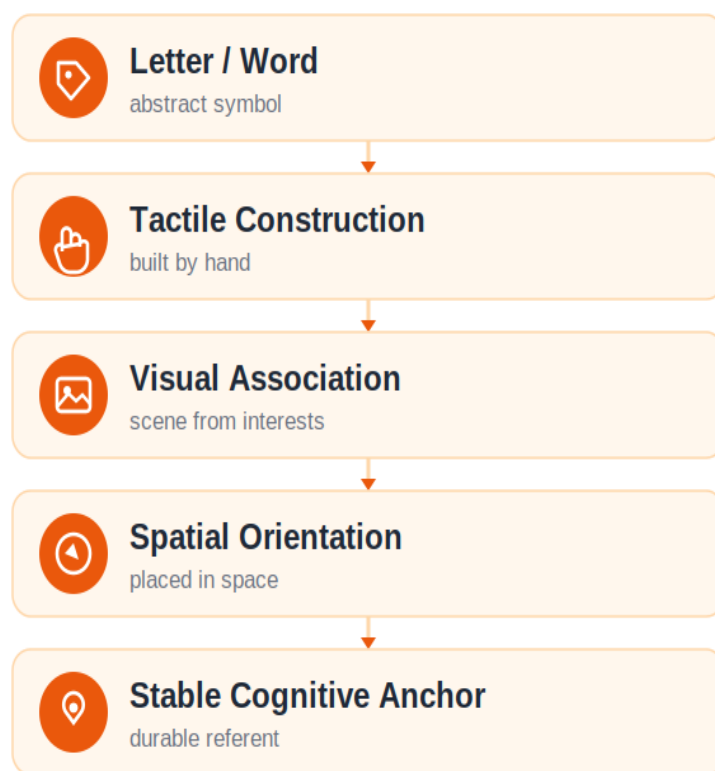 Letter / Word
abstract symbol
Tactile Construction
built by hand
Visual Association
scene from interests
Spatial Orientation
placed in space
Stable Cognitive Anchor
durable referent